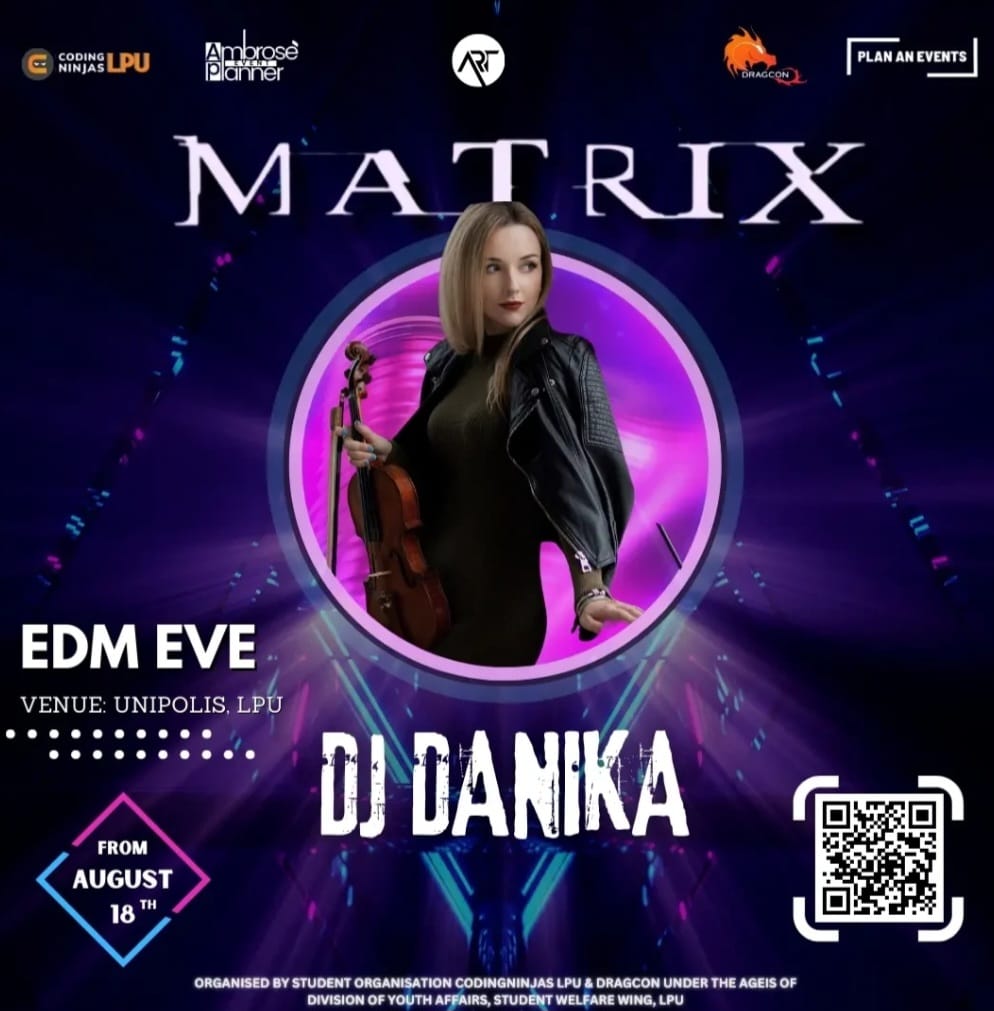 CODING NINJAS LPU
Ambrosè
EVENT
Planner
ART
DRAGCON
PLAN AN EVENTS
MATRIX
EDM EVE
VENUE: UNIPOLIS, LPU
DJ DANIKA
FROM
AUGUST
18TH
ORGANISED BY STUDENT ORGANISATION CODINGNINJAS LPU & DRAGCON UNDER THE AGEIS OF
DIVISION OF YOUTH AFFAIRS, STUDENT WELFARE WING, LPU